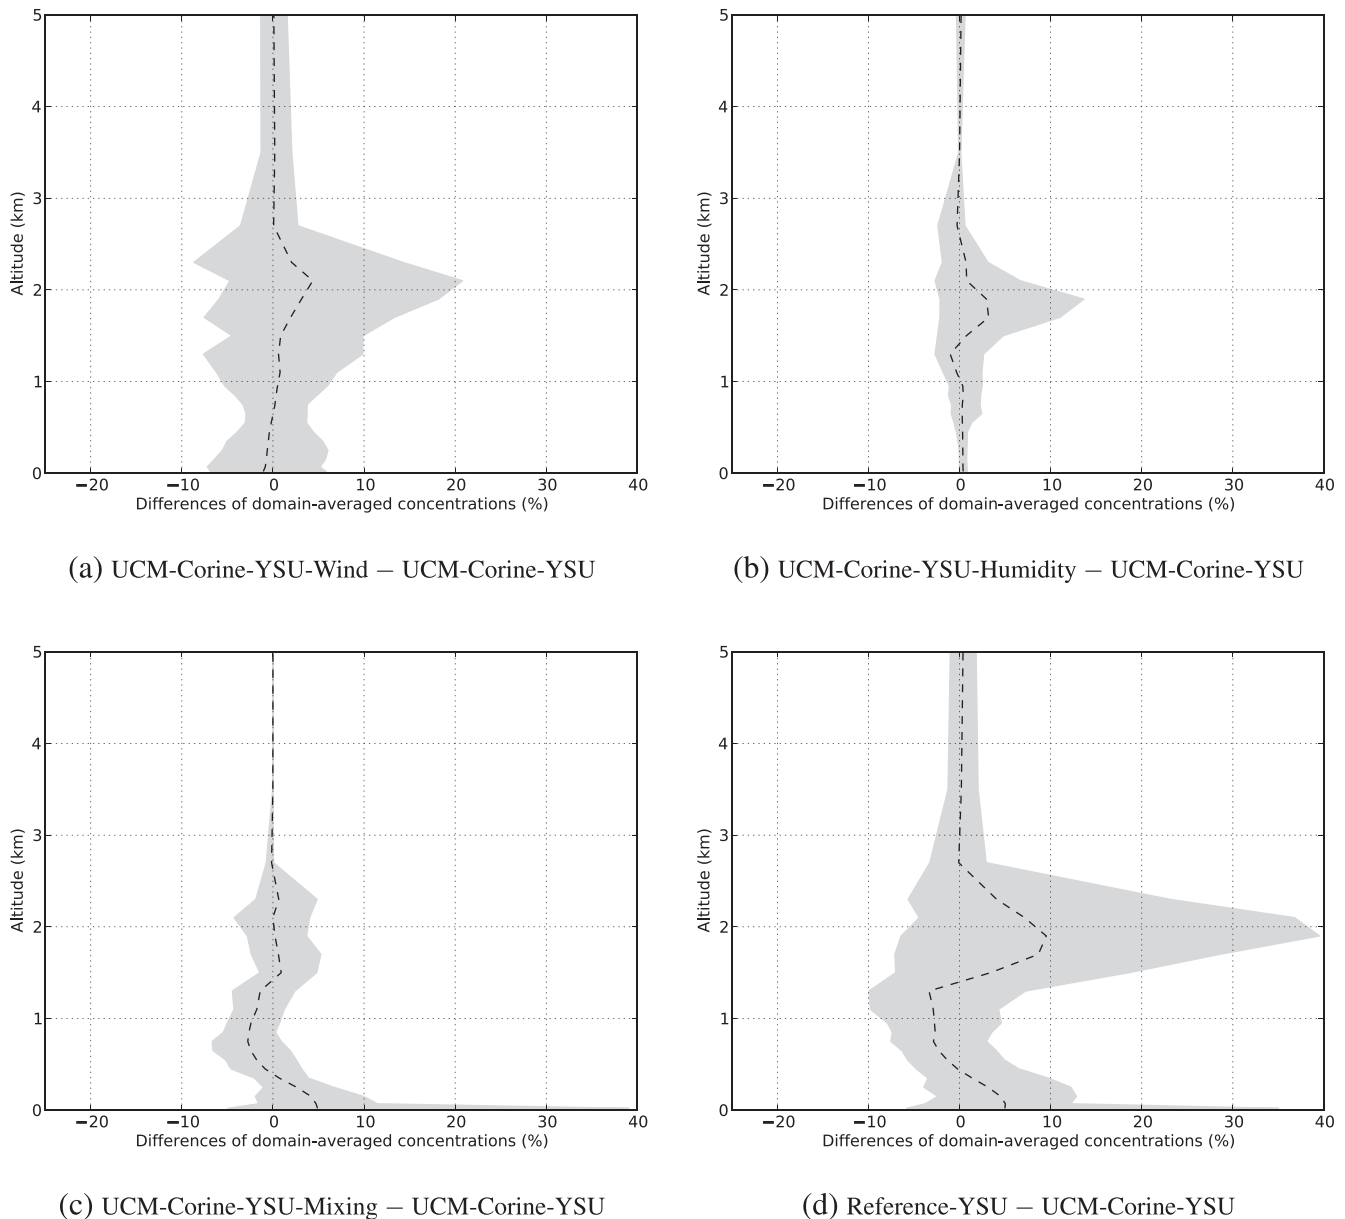 5
4
3
2
1
0
Altitude (km)
−20 −10 0 10 20 30 40
Differences of domain-averaged concentrations (%)
(a) UCM-Corine-YSU-Wind − UCM-Corine-YSU
5
4
3
2
1
0
Altitude (km)
−20 −10 0 10 20 30 40
Differences of domain-averaged concentrations (%)
(b) UCM-Corine-YSU-Humidity − UCM-Corine-YSU
5
4
3
2
1
0
Altitude (km)
−20 −10 0 10 20 30 40
Differences of domain-averaged concentrations (%)
(c) UCM-Corine-YSU-Mixing − UCM-Corine-YSU
5
4
3
2
1
0
Altitude (km)
−20 −10 0 10 20 30 40
Differences of domain-averaged concentrations (%)
(d) Reference-YSU − UCM-Corine-YSU